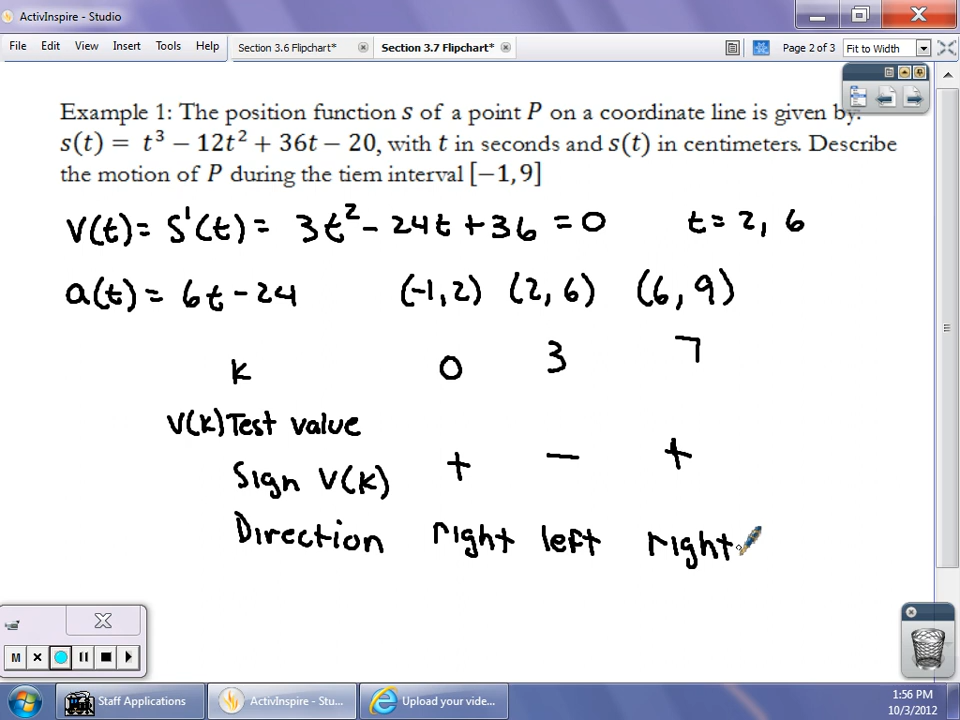 ActivInspire - Studio
File Edit View Insert Tools Help Section 3.6 Flipchart* Section 3.7 Flipchart* Page 2 of 3 Fit to Width
Example 1: The position function s of a point P on a coordinate line is given by:
s(t) = t³ − 12t² + 36t − 20, with t in seconds and s(t) in centimeters. Describe
the motion of P during the tiem interval [−1, 9]
V(t) = S'(t) = 3t² - 24t + 36 = 0 t = 2, 6
a(t) = 6t - 24 (-1, 2) (2, 6) (6, 9)
K 0 3 7
V(K) Test value
Sign V(K) + − +
Direction right left right
M
Staff Applications ActivInspire - Stu... Upload your vide... 1:56 PM
10/3/2012